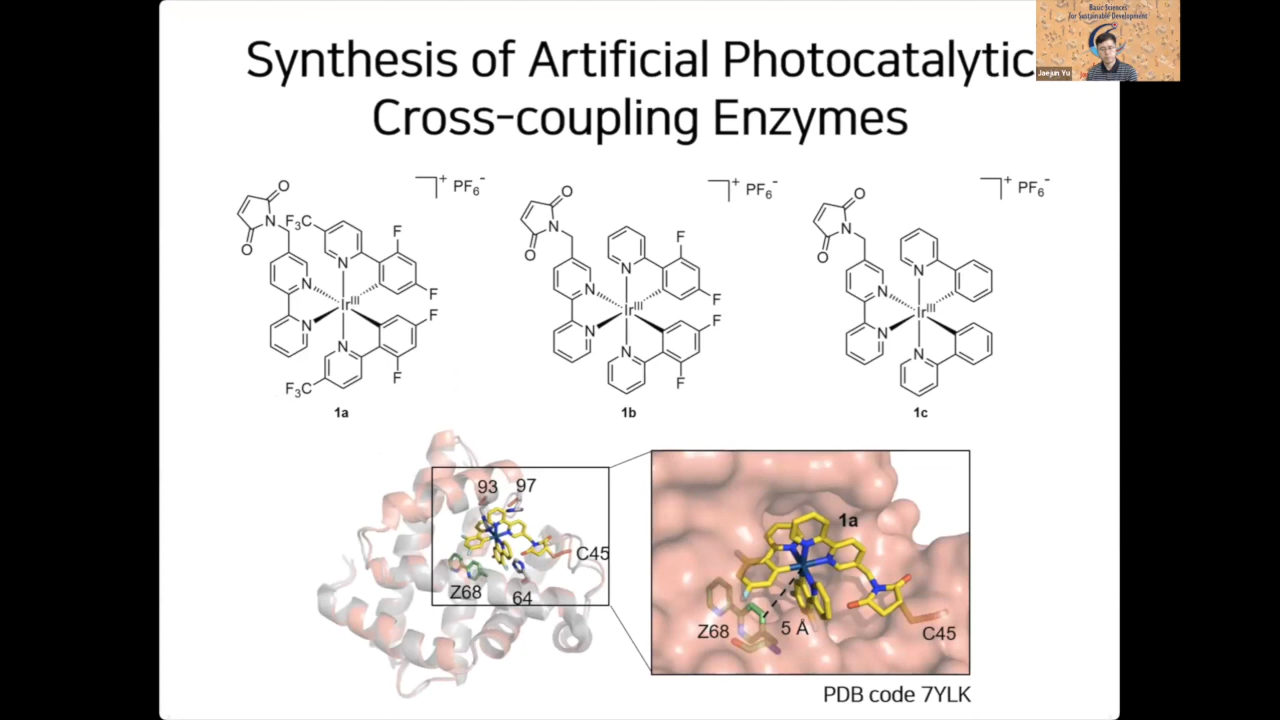 Synthesis of Artificial Photocatalytic
Cross-coupling Enzymes
Basic Sciences
for Sustainable Development
Jaejun Yu
O
N
O
F₃C
N
F
F
N
N
Ir^III
N
F
F
F₃C
+ PF₆⁻
1a
O
N
O
N
F
F
N
N
Ir^III
N
F
F
+ PF₆⁻
1b
O
N
O
N
N
N
Ir^III
N
+ PF₆⁻
1c
93 97
C45
Z68 64
1a
Z68 5 Å C45
PDB code 7YLK